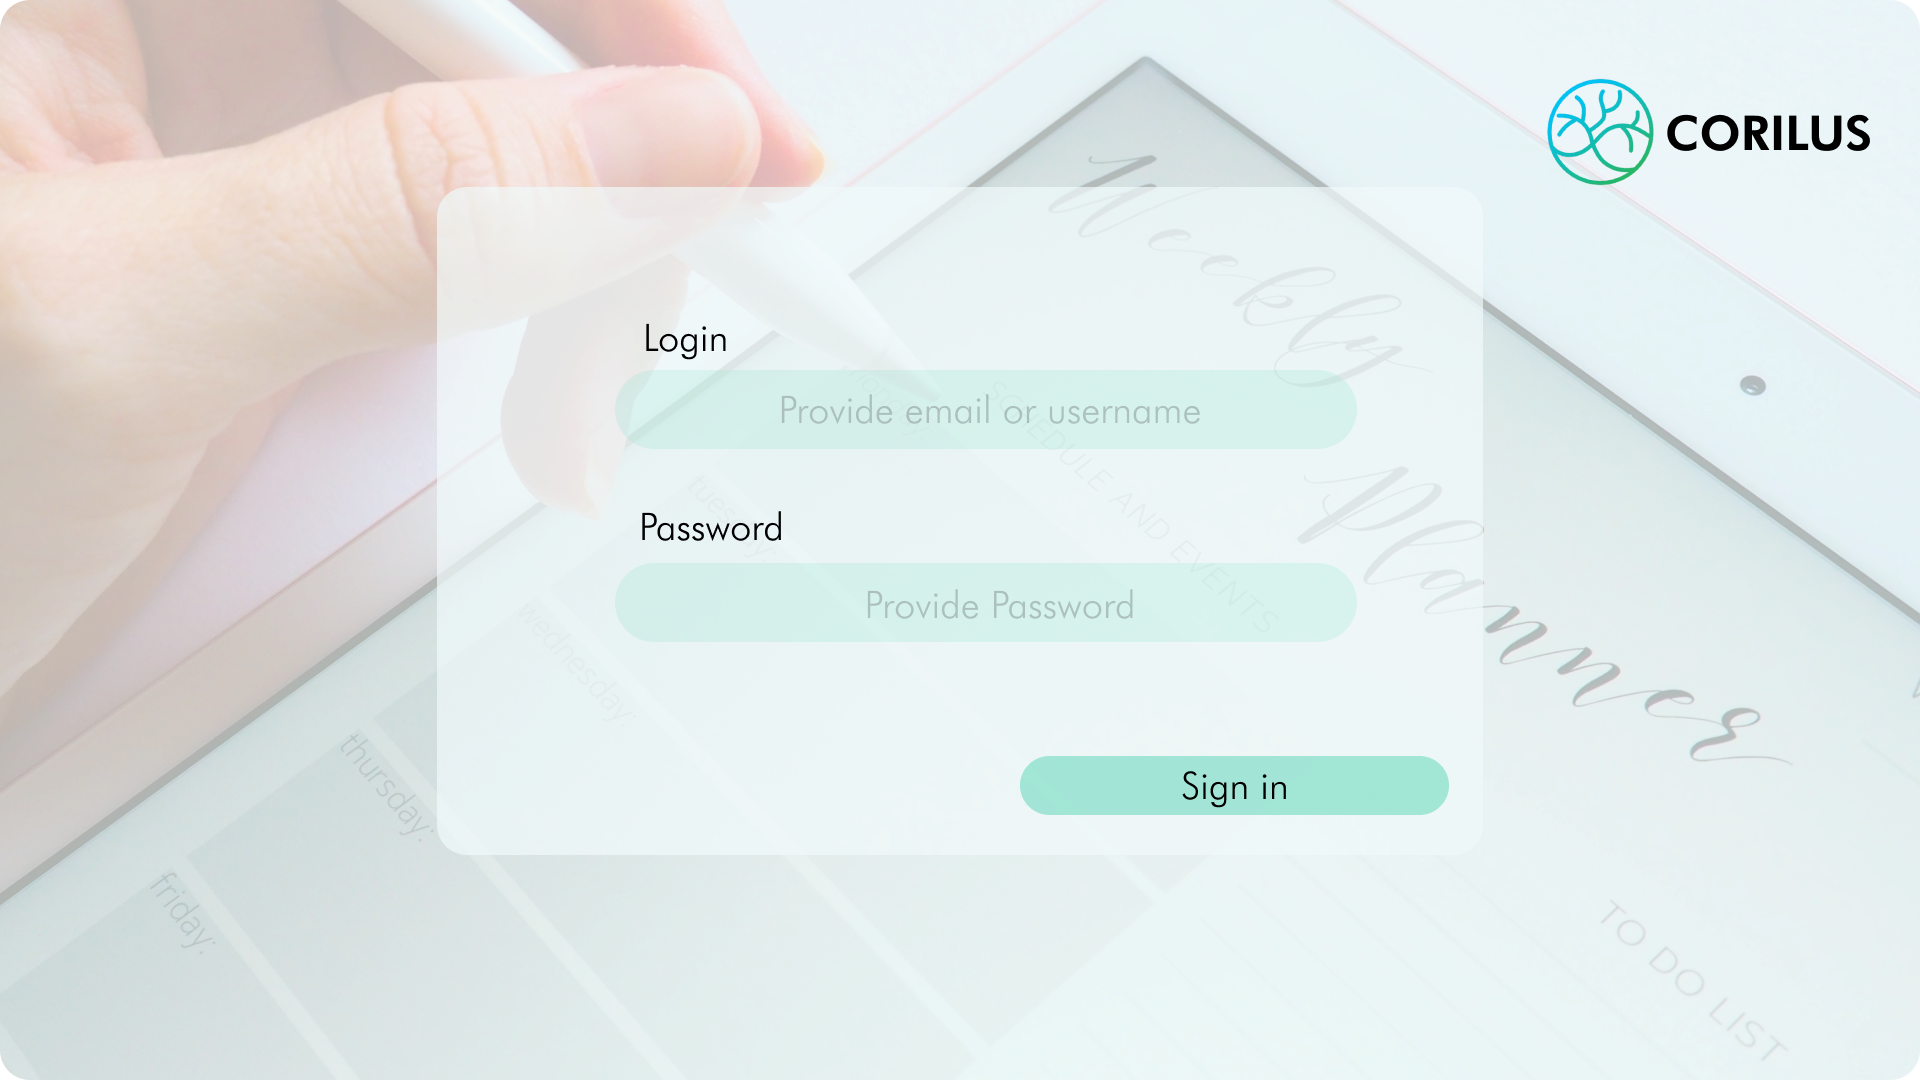 CORILUS
Weekly
Planner
Login
Provide email or username
SCHEDULE AND EVENTS
Password
tuesday:
Provide Password
wednesday:
thursday:
Sign in
friday:
TO DO LIST